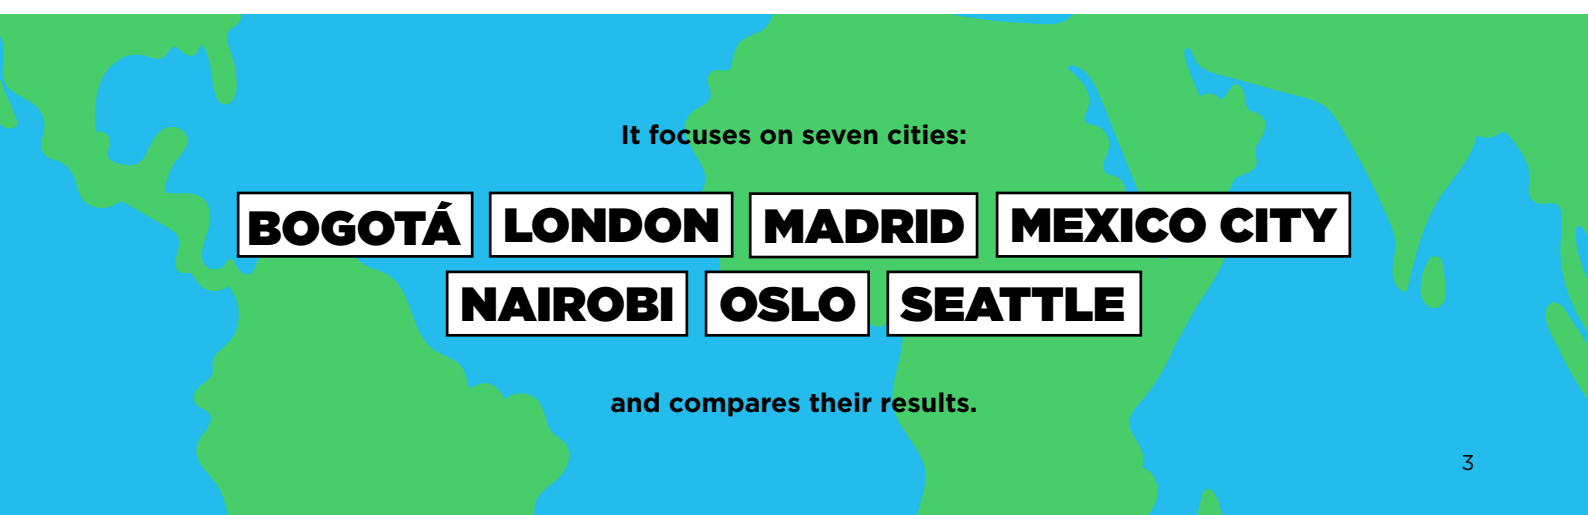 It focuses on seven cities:
BOGOTÁ LONDON MADRID MEXICO CITY
NAIROBI OSLO SEATTLE
and compares their results.
3